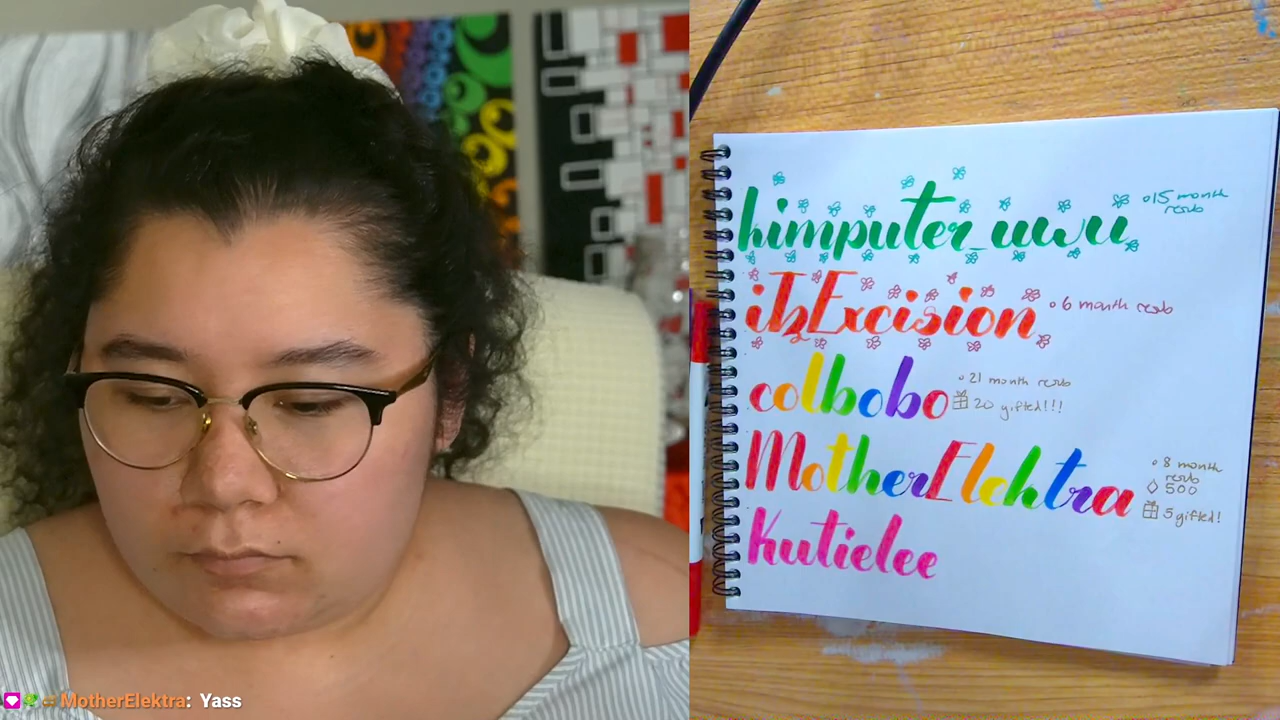 himputer_uwu
15 month
resub
ibExcision
6 month resub
colbobo
21 month resub
20 gifted!!!
MotherElektra
8 month
resub
500
5 gifted!
Kutielee
MotherElektra: Yass